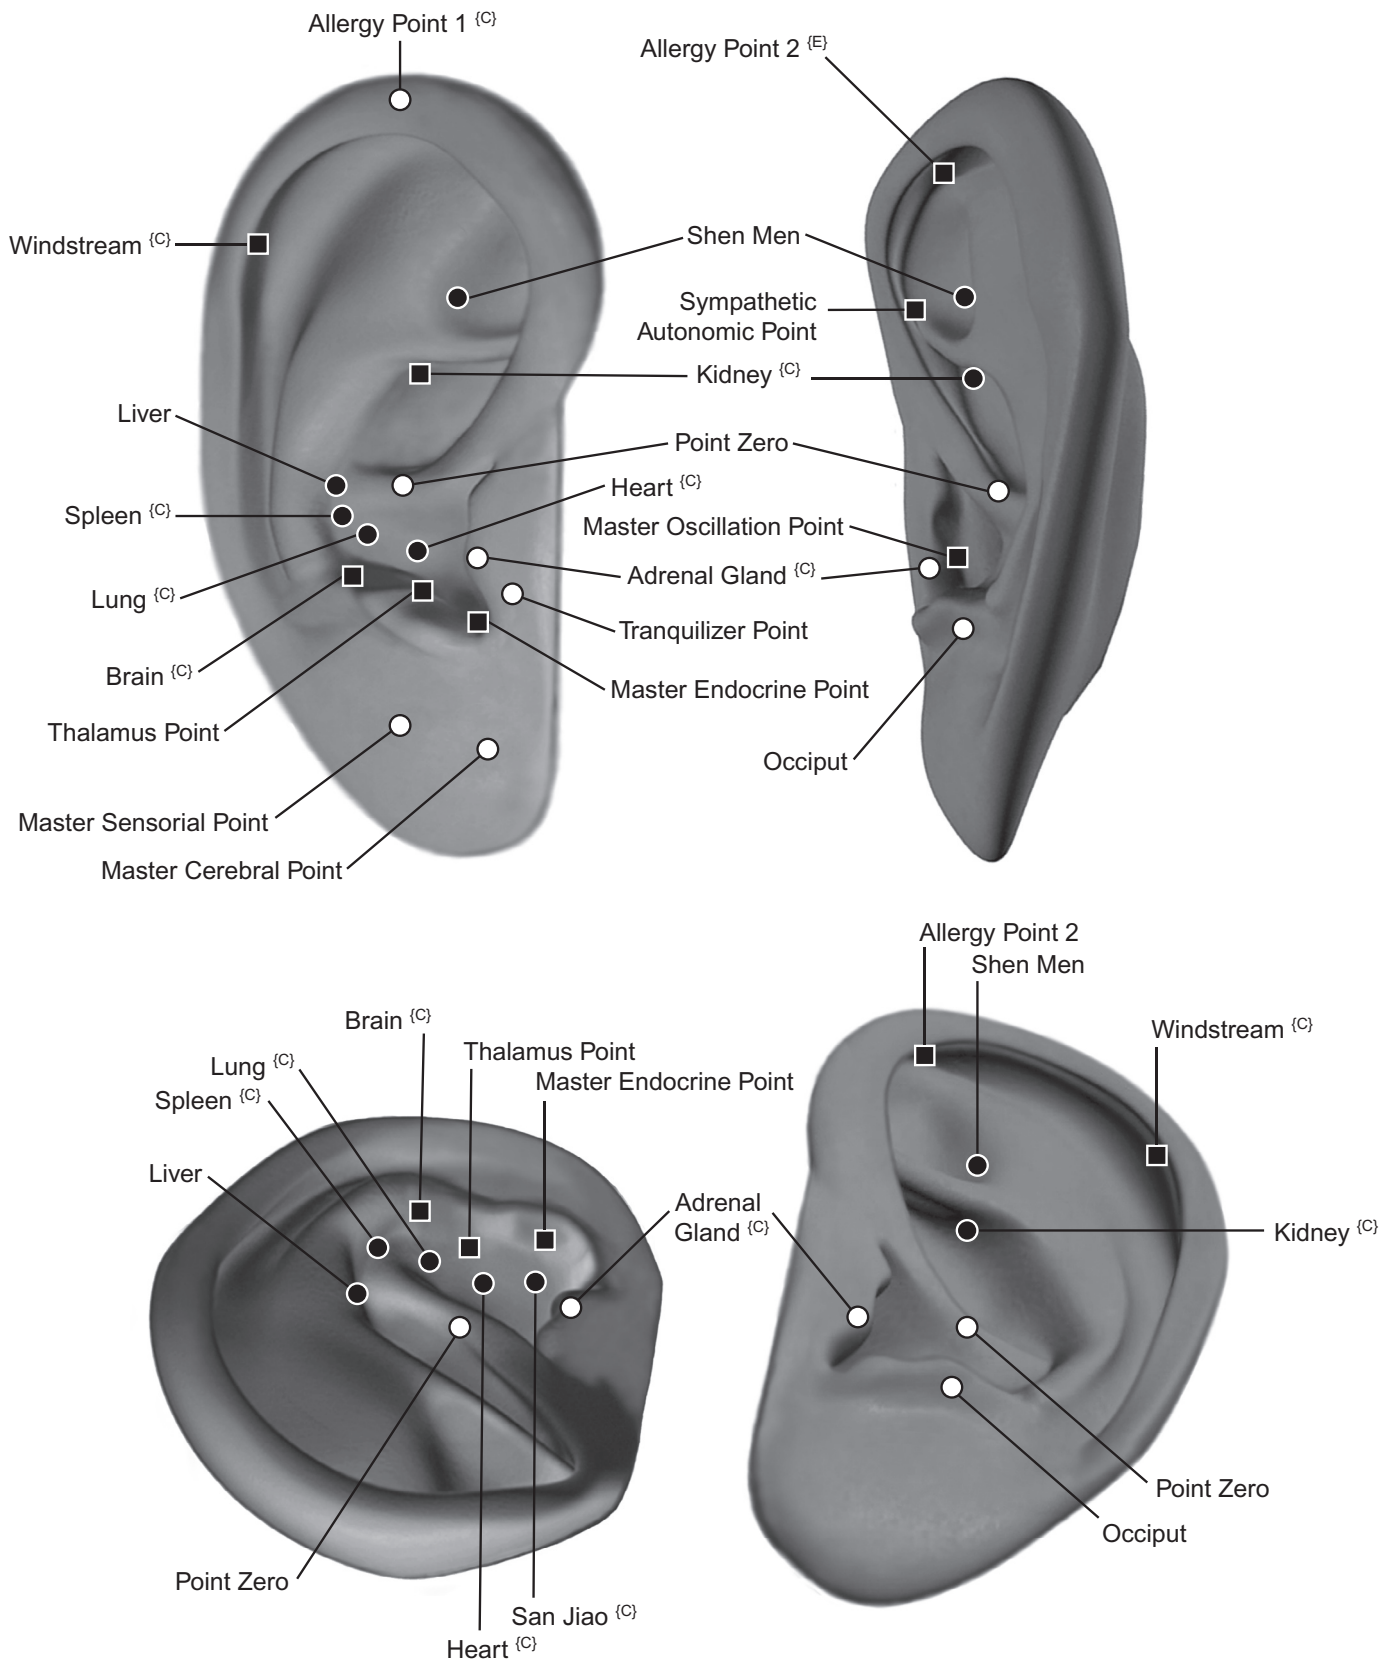 Allergy Point 1 {C}
Allergy Point 2 {E}
Windstream {C}
Shen Men
Sympathetic
Autonomic Point
Kidney {C}
Liver
Point Zero
Heart {C}
Spleen {C}
Master Oscillation Point
Adrenal Gland {C}
Lung {C}
Tranquilizer Point
Brain {C}
Master Endocrine Point
Thalamus Point
Occiput
Master Sensorial Point
Master Cerebral Point
Allergy Point 2
Shen Men
Brain {C}
Windstream {C}
Thalamus Point
Lung {C}
Master Endocrine Point
Spleen {C}
Liver
Adrenal
Gland {C}
Kidney {C}
Point Zero
Occiput
Point Zero
San Jiao {C}
Heart {C}